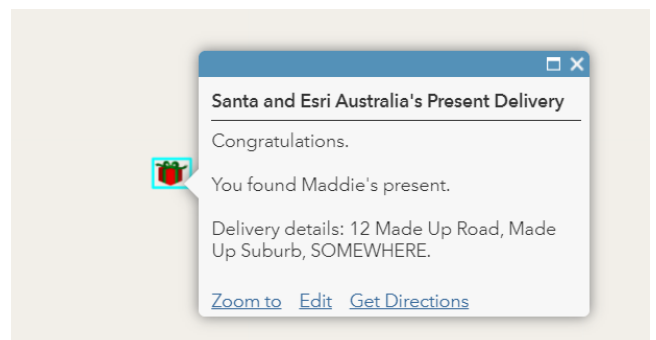 Santa and Esri Australia's Present Delivery
Congratulations.
You found Maddie's present.
Delivery details: 12 Made Up Road, Made
Up Suburb, SOMEWHERE.
Zoom to Edit Get Directions